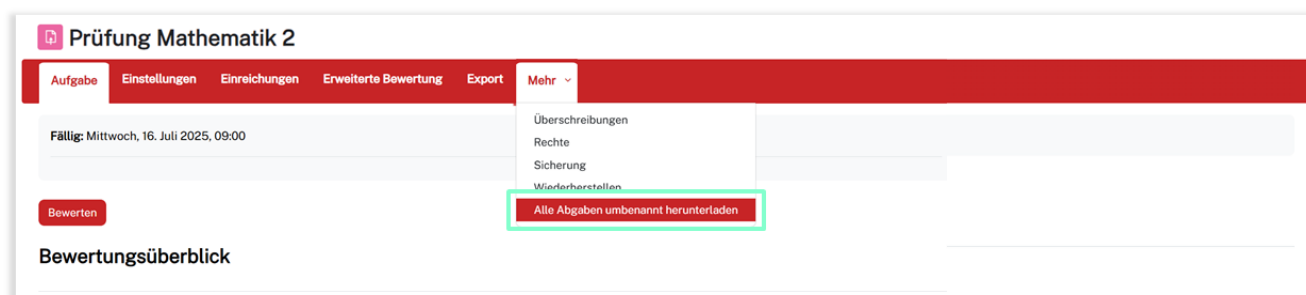 Prüfung Mathematik 2
Aufgabe Einstellungen Einreichungen Erweiterte Bewertung Export Mehr
Fällig: Mittwoch, 16. Juli 2025, 09:00
Überschreibungen
Rechte
Sicherung
Wiederherstellen
Alle Abgaben umbenannt herunterladen
Bewerten
Bewertungsüberblick